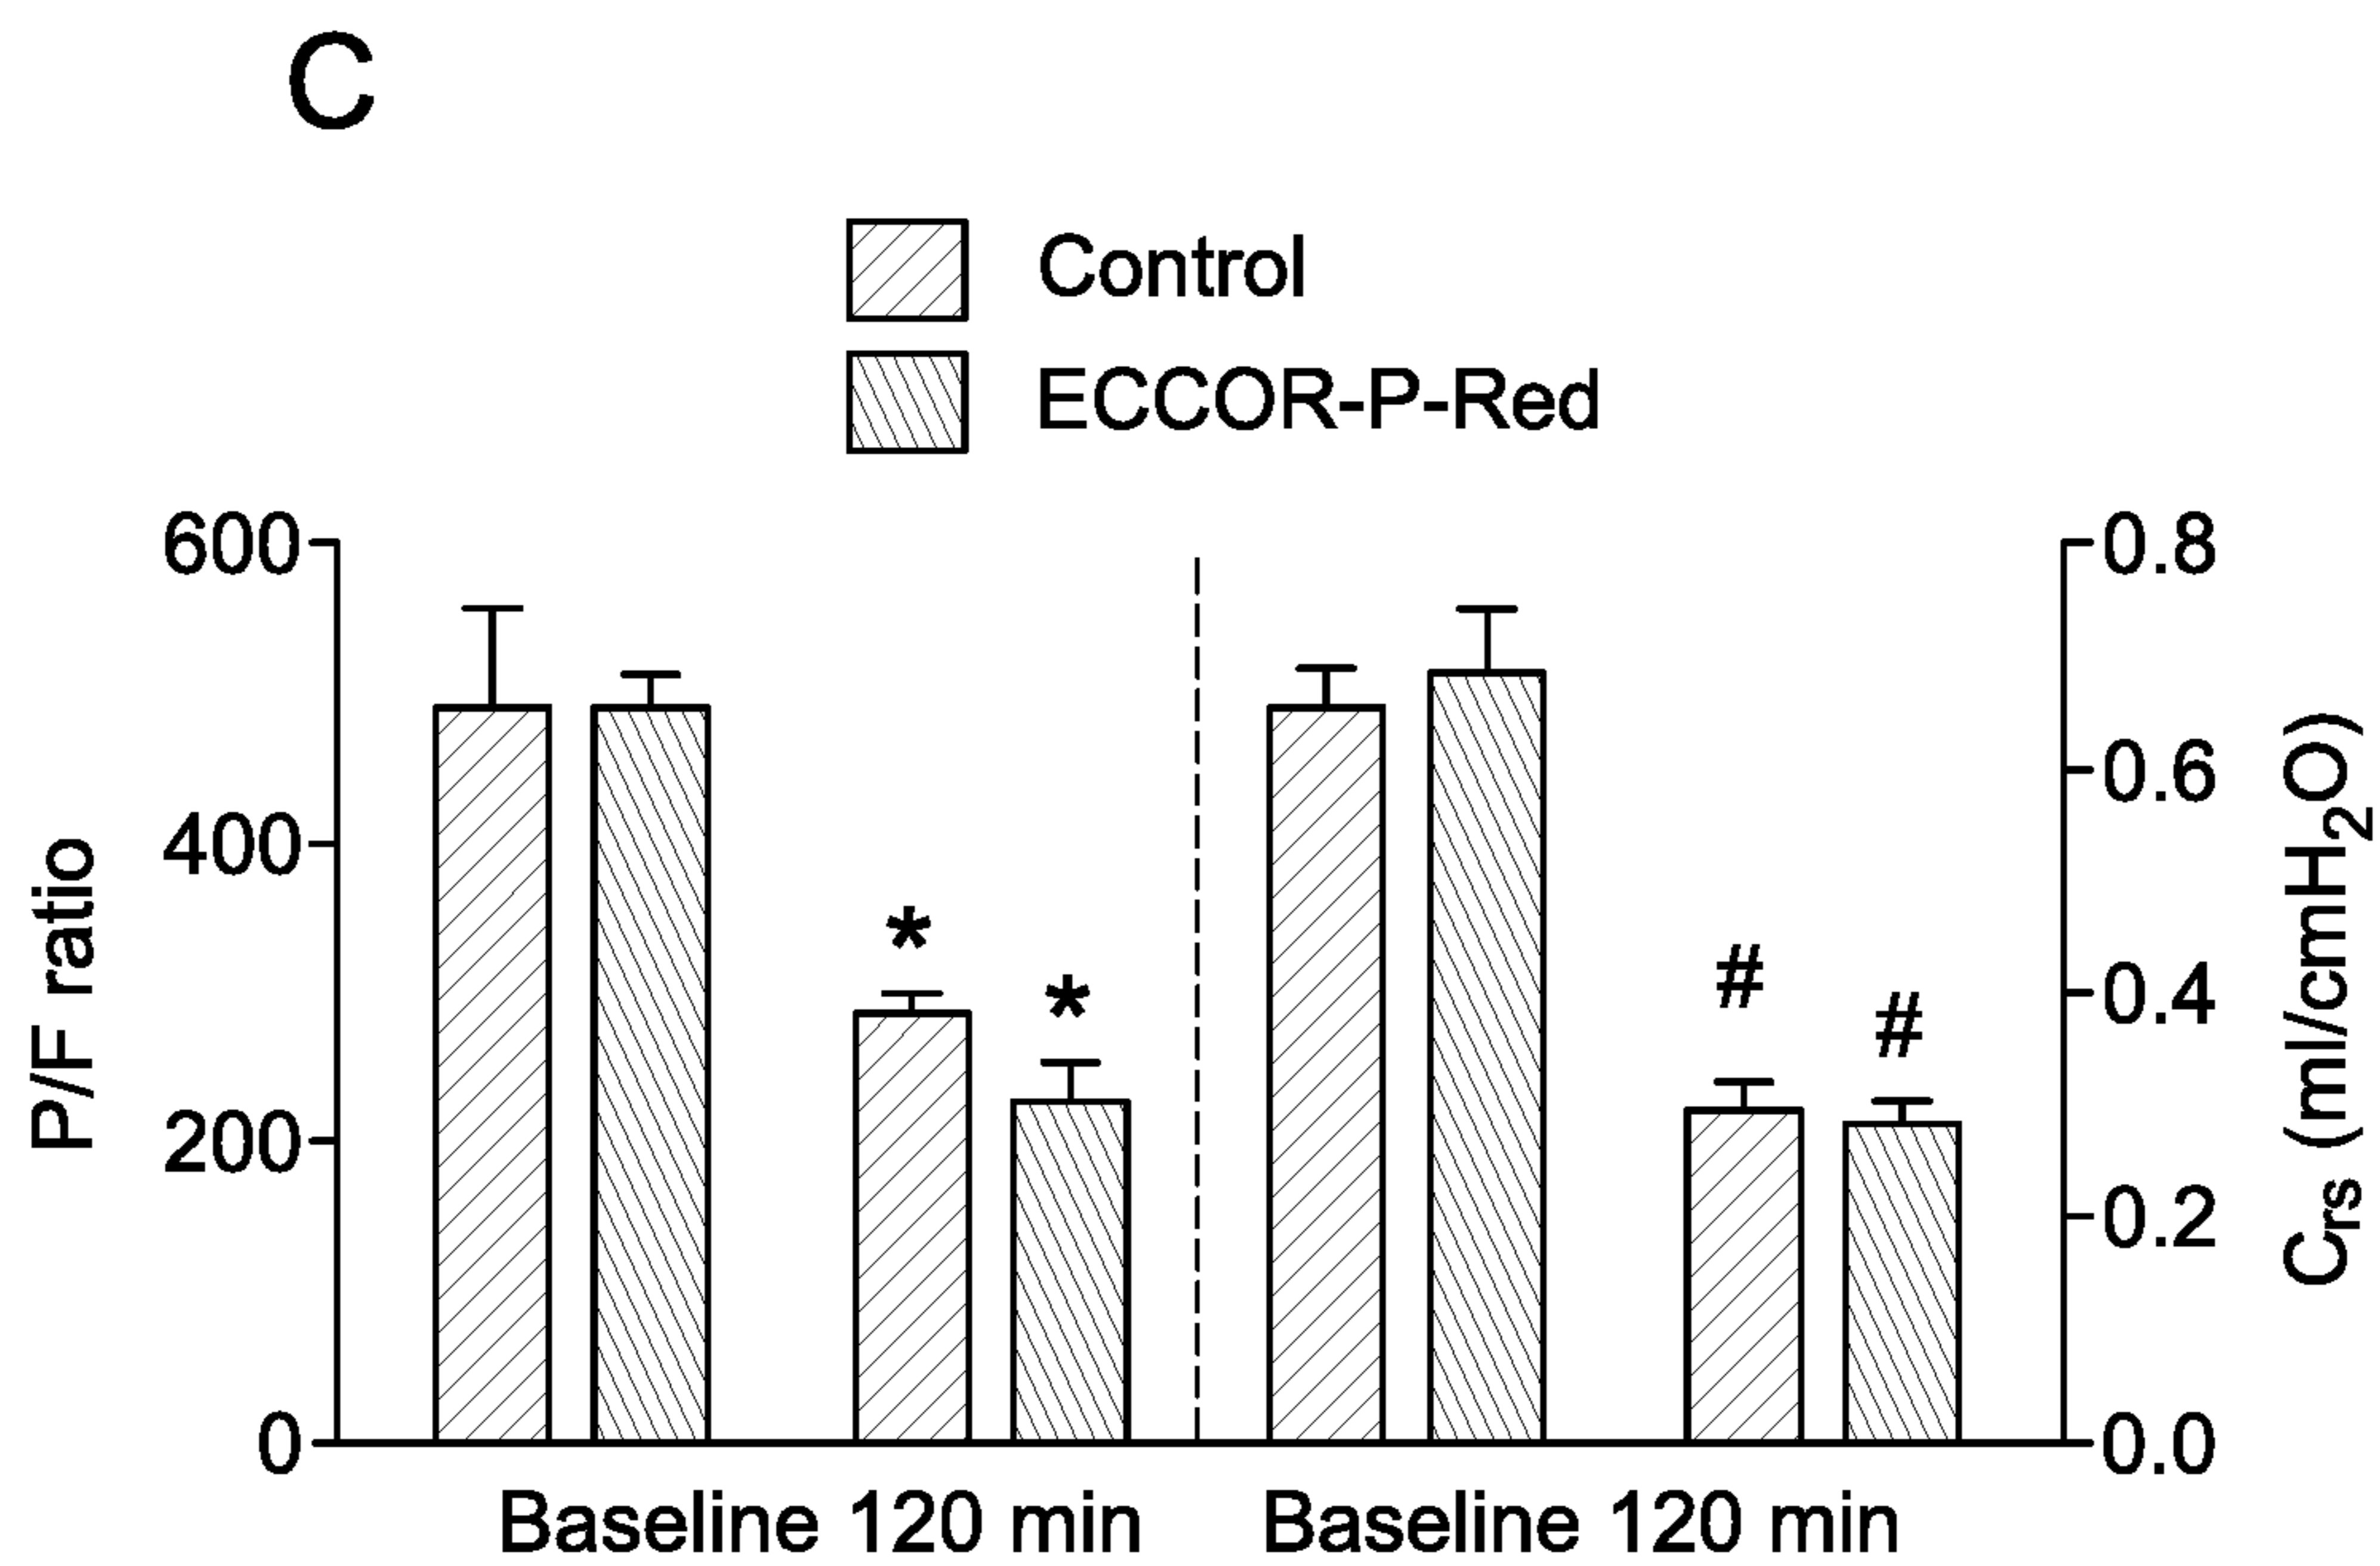 C
Control
ECCOR-P-Red
600
400
200
0
P/F ratio
*
*
#
#
0.8
0.6
0.4
0.2
0.0
Crs (ml/cmH2O)
Baseline 120 min
Baseline 120 min